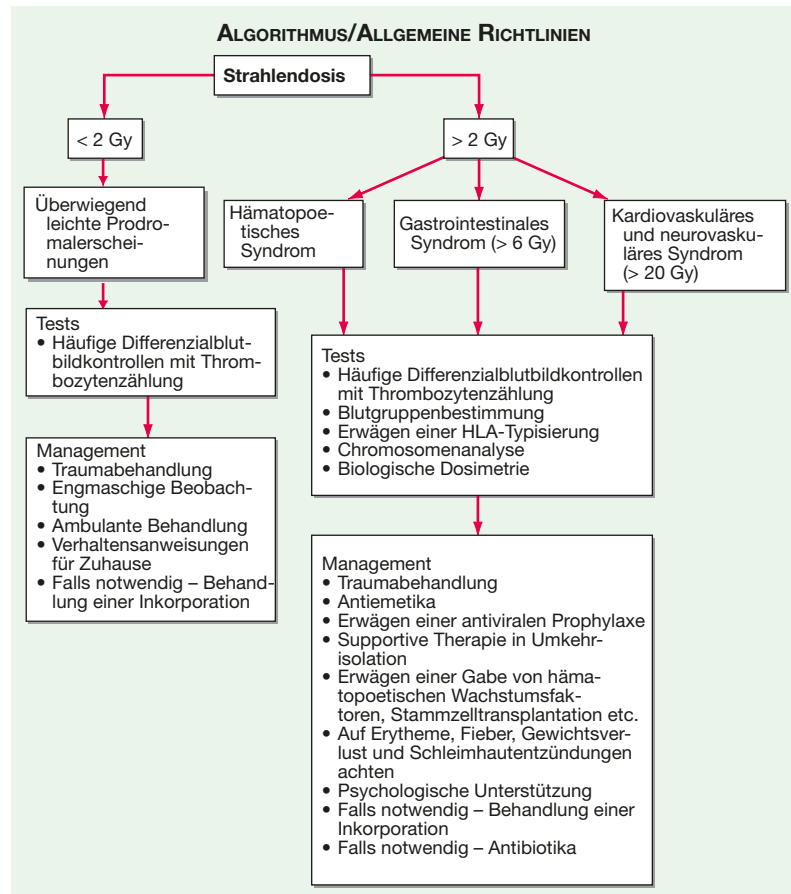 ALGORITHMUS/ALLGEMEINE RICHTLINIEN
Strahlendosis
< 2 Gy
> 2 Gy
Überwiegend
leichte Prodro-
malerschei-
nungen
Hämatopoe-
tisches
Syndrom
Gastrointestinales
Syndrom (> 6 Gy)
Kardiovaskuläres
und neurovasku-
läres Syndrom
(> 20 Gy)
Tests
• Häufige Differenzialblut-
bildkontrollen mit Throm-
bozytenzählung
Management
• Traumabehandlung
• Engmaschige Beobach-
tung
• Ambulante Behandlung
• Verhaltensanweisungen
für Zuhause
• Falls notwendig – Behand-
lung einer Inkorporation
Tests
• Häufige Differenzialblutbildkontrollen
mit Thrombozytenzählung
• Blutgruppenbestimmung
• Erwägen einer HLA-Typisierung
• Chromosomenanalyse
• Biologische Dosimetrie
Management
• Traumabehandlung
• Antiemetika
• Erwägen einer antiviralen Prophylaxe
• Supportive Therapie in Umkehr-
isolation
• Erwägen einer Gabe von häma-
topoetischen Wachstumsfak-
toren, Stammzelltransplantation etc.
• Auf Erytheme, Fieber, Gewichtsver-
lust und Schleimhautentzündungen
achten
• Psychologische Unterstützung
• Falls notwendig – Behandlung einer
Inkorporation
• Falls notwendig – Antibiotika